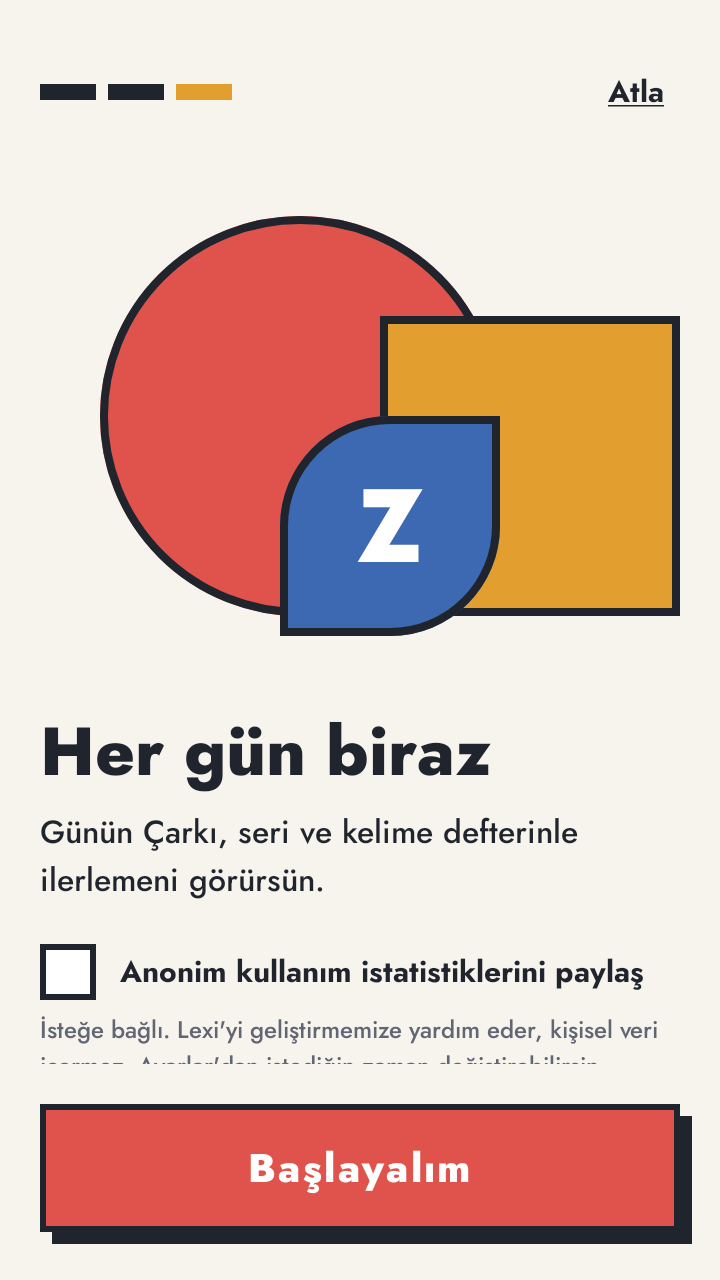 Atla
Z
Her gün biraz
Günün Çarkı, seri ve kelime defterinle
ilerlemeni görürsün.
Anonim kullanım istatistiklerini paylaş
İsteğe bağlı. Lexi'yi geliştirmemize yardım eder, kişisel veri
Başlayalım